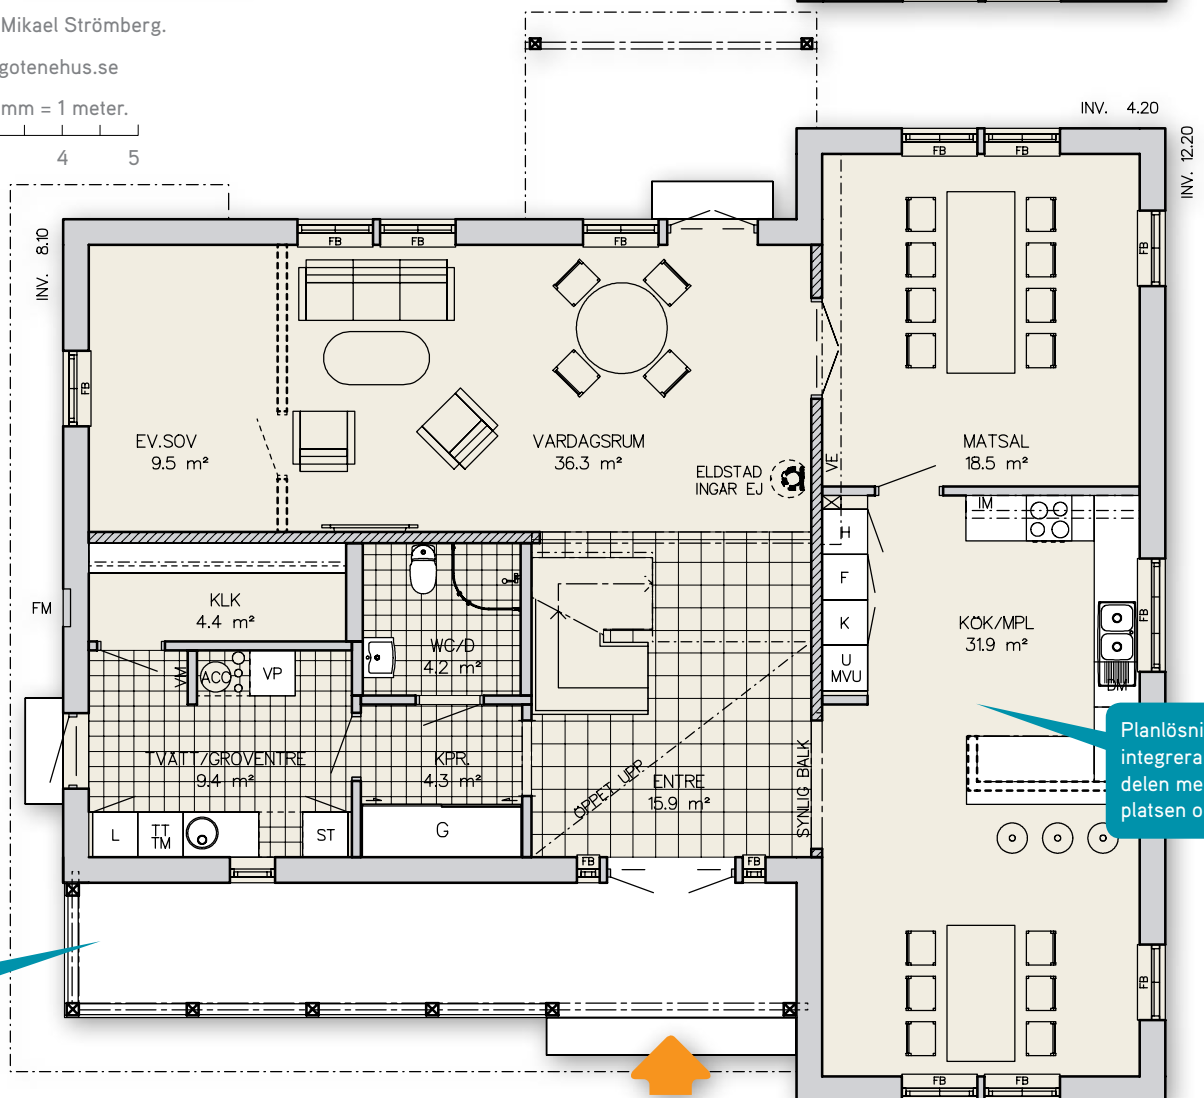 Mikael Strömberg.
gotenehus.se
mm = 1 meter.
4 5
INV. 4.20
INV. 12.20
INV. 8.10
FB
FB
FB
FB
FB
FB
FB
EV.SOV
9.5 m²
VARDAGSRUM
36.3 m²
ELDSTAD
INGAR EJ
VE
MATSAL
18.5 m²
IM
H
F
K
U
MVU
KÖK/MPL
31.9 m²
FB
DM
FM
KLK
4.4 m²
WC/D
4.2 m²
VM
ACC
VP
TVÄTT/GROVENTRE
9.4 m²
KPR.
4.3 m²
ÖPPET UPP
ENTRE
15.9 m²
SYNLIG BALK
L
TT
TM
ST
G
FB
FB
Planlösni
integrera
delen me
platsen o
FB
FB
FB